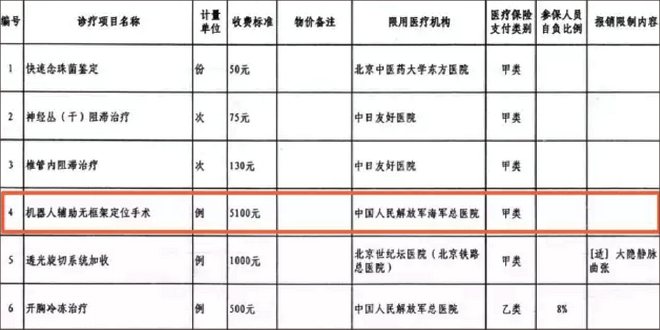 编号 诊疗项目名称 计量单位 收费标准 物价备注 限用医疗机构 医疗保险支付类别 参保人员自负比例 报销限制内容
1 快速念珠菌鉴定 份 50元 北京中医药大学东方医院 甲类
2 神经丛（干）阻滞治疗 次 75元 中日友好医院 甲类
3 椎管内阻滞治疗 次 130元 中日友好医院 甲类
4 机器人辅助无框架定位手术 例 5100元 中国人民解放军海军总医院 甲类
5 透光旋切系统加收 例 1000元 北京世纪坛医院（北京铁路总医院） 甲类 [适] 大隐静脉曲张
6 开胸冷冻治疗 例 500元 中国人民解放军总医院 乙类 8%